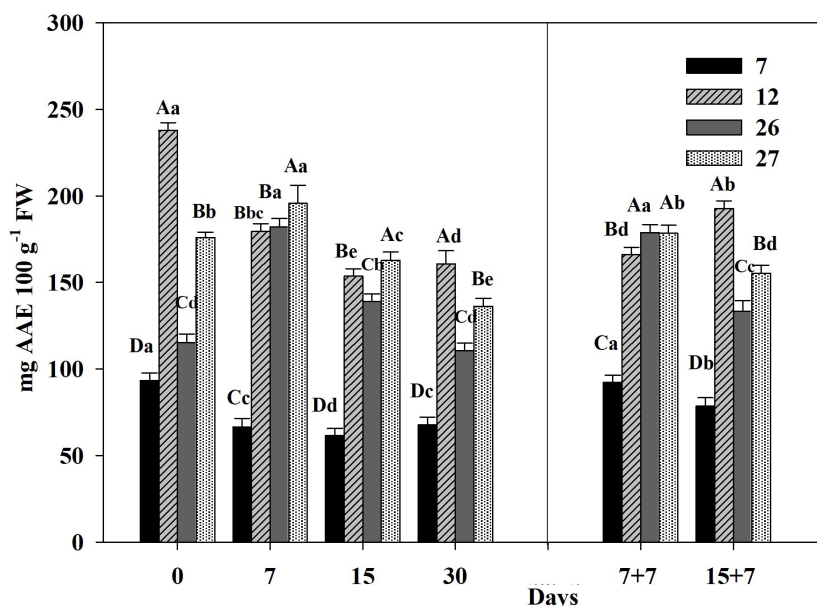 300
250
200
150
100
50
0
mg AAE 100 g⁻¹ FW
7
12
26
27
Da
Aa
Cd
Bb
Cc
Bbc
Ba
Aa
Dd
Be
Cb
Ac
Dc
Ad
Cd
Be
Ca
Bd
Aa
Ab
Db
Ab
Cc
Bd
0 7 15 30 7+7 15+7
Days